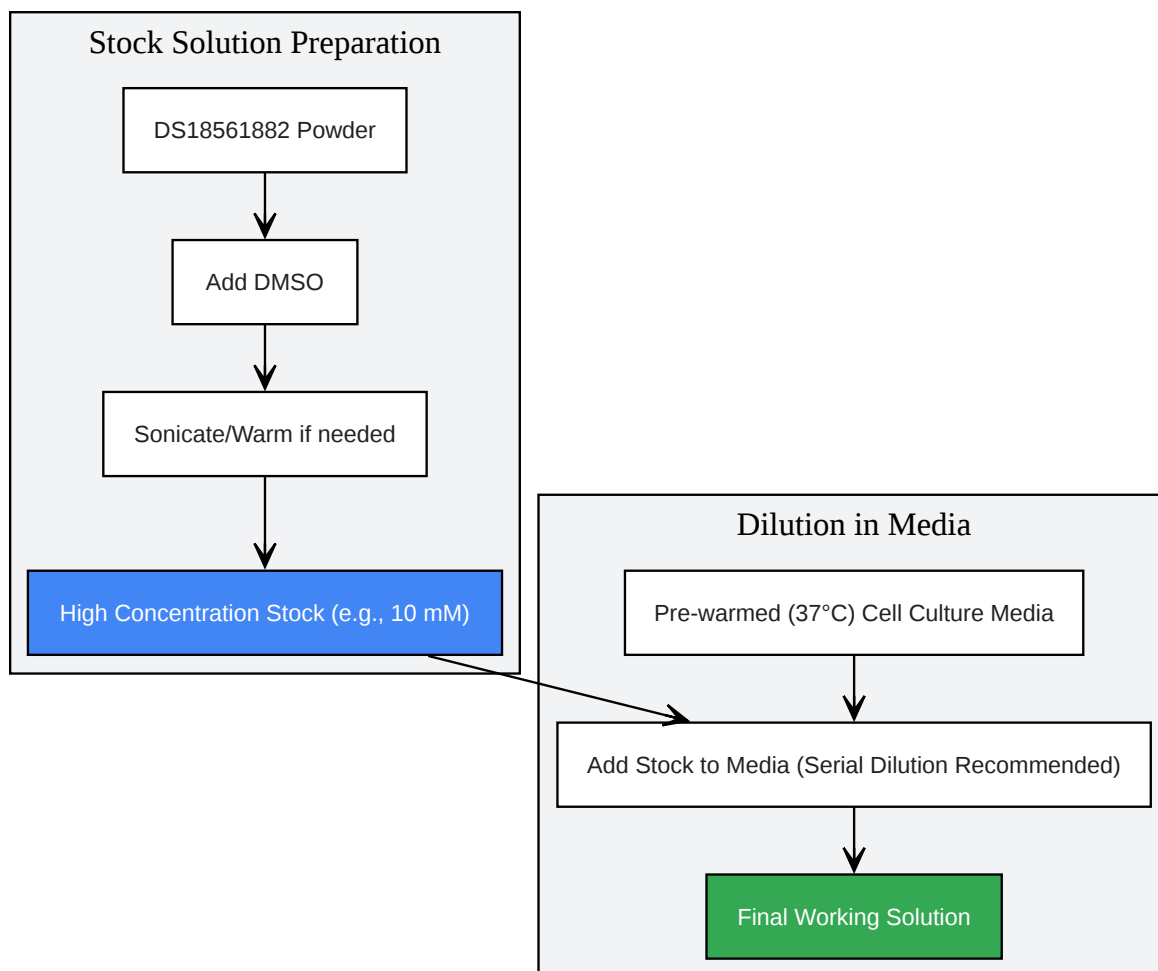 Stock Solution Preparation
DS18561882 Powder
Add DMSO
Sonicate/Warm if needed
High Concentration Stock (e.g., 10 mM)
Dilution in Media
Pre-warmed (37°C) Cell Culture Media
Add Stock to Media (Serial Dilution Recommended)
Final Working Solution